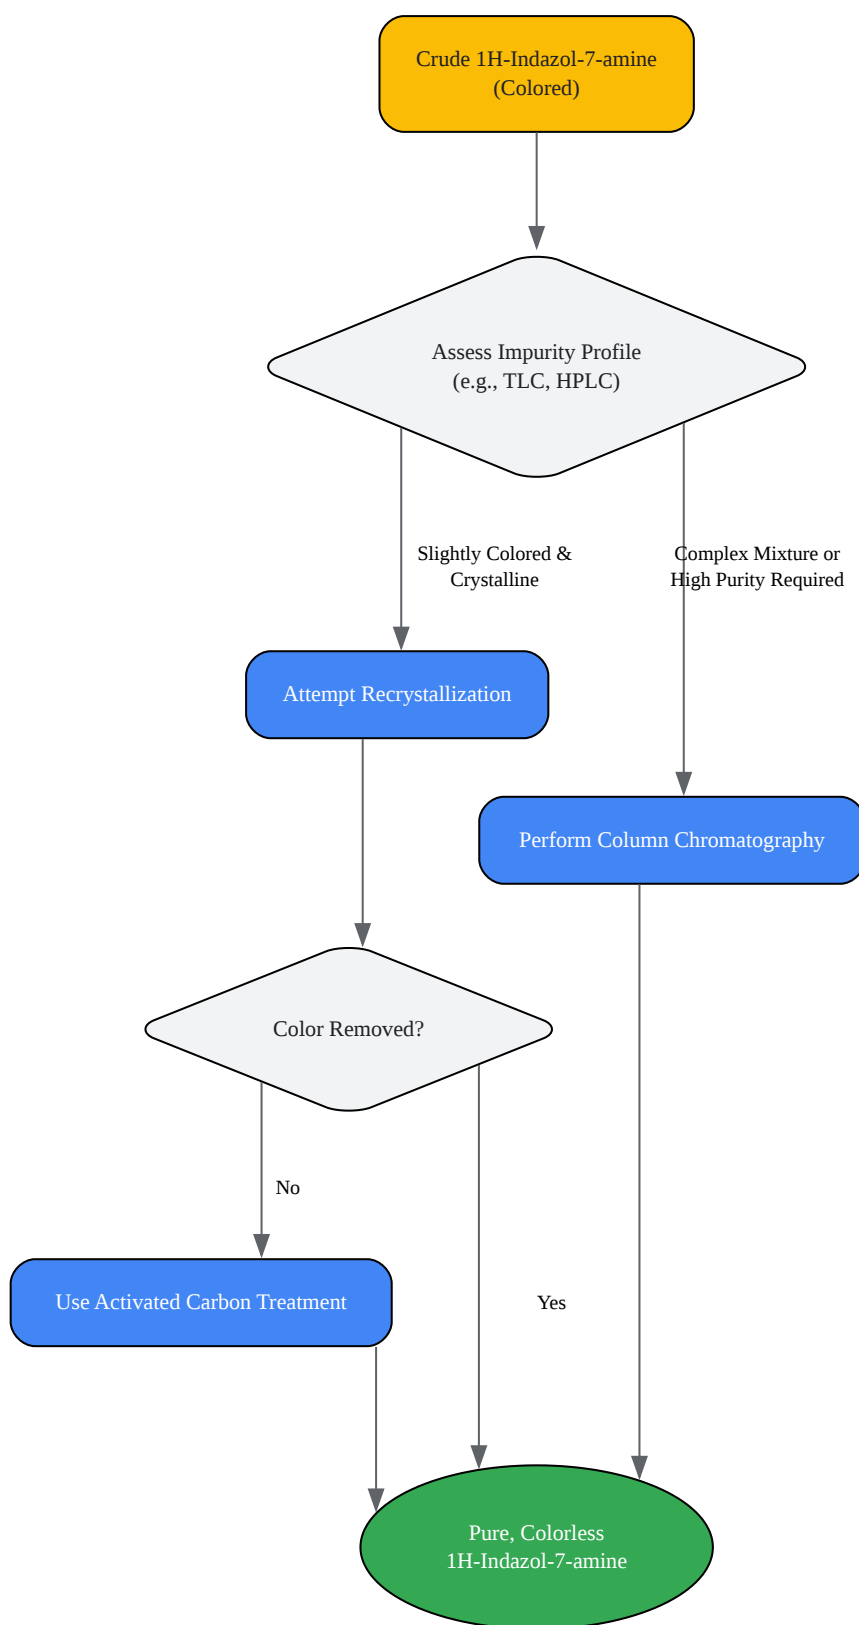 Crude 1H-Indazol-7-amine
(Colored)
Assess Impurity Profile
(e.g., TLC, HPLC)
Slightly Colored &
Crystalline
Complex Mixture or
High Purity Required
Attempt Recrystallization
Perform Column Chromatography
Color Removed?
No
Use Activated Carbon Treatment
Yes
Pure, Colorless
1H-Indazol-7-amine